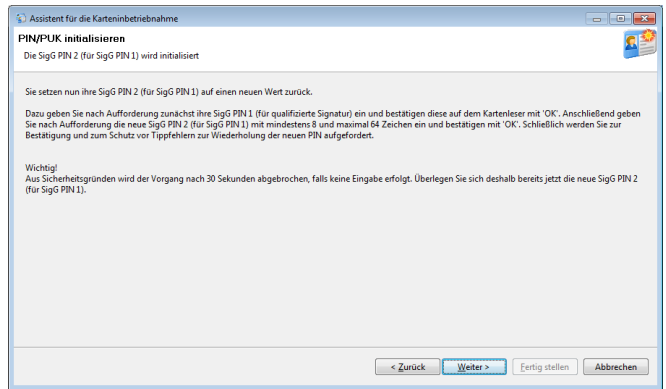 Assistent für die Karteninbetriebnahme
PIN/PUK initialisieren
Die SigG PIN 2 (für SigG PIN 1) wird initialisiert
Sie setzen nun ihre SigG PIN 2 (für SigG PIN 1) auf einen neuen Wert zurück.
Dazu geben Sie nach Aufforderung zunächst ihre SigG PIN 1 (für qualifizierte Signatur) ein und bestätigen diese auf dem Kartenleser mit 'OK'. Anschließend geben
Sie nach Aufforderung die neue SigG PIN 2 (für SigG PIN 1) mit mindestens 8 und maximal 64 Zeichen ein und bestätigen mit 'OK'. Schließlich werden Sie zur
Bestätigung und zum Schutz vor Tippfehlern zur Wiederholung der neuen PIN aufgefordert.
Wichtig!
Aus Sicherheitsgründen wird der Vorgang nach 30 Sekunden abgebrochen, falls keine Eingabe erfolgt. Überlegen Sie sich deshalb bereits jetzt die neue SigG PIN 2
(für SigG PIN 1).
< Zurück Weiter > Fertig stellen Abbrechen